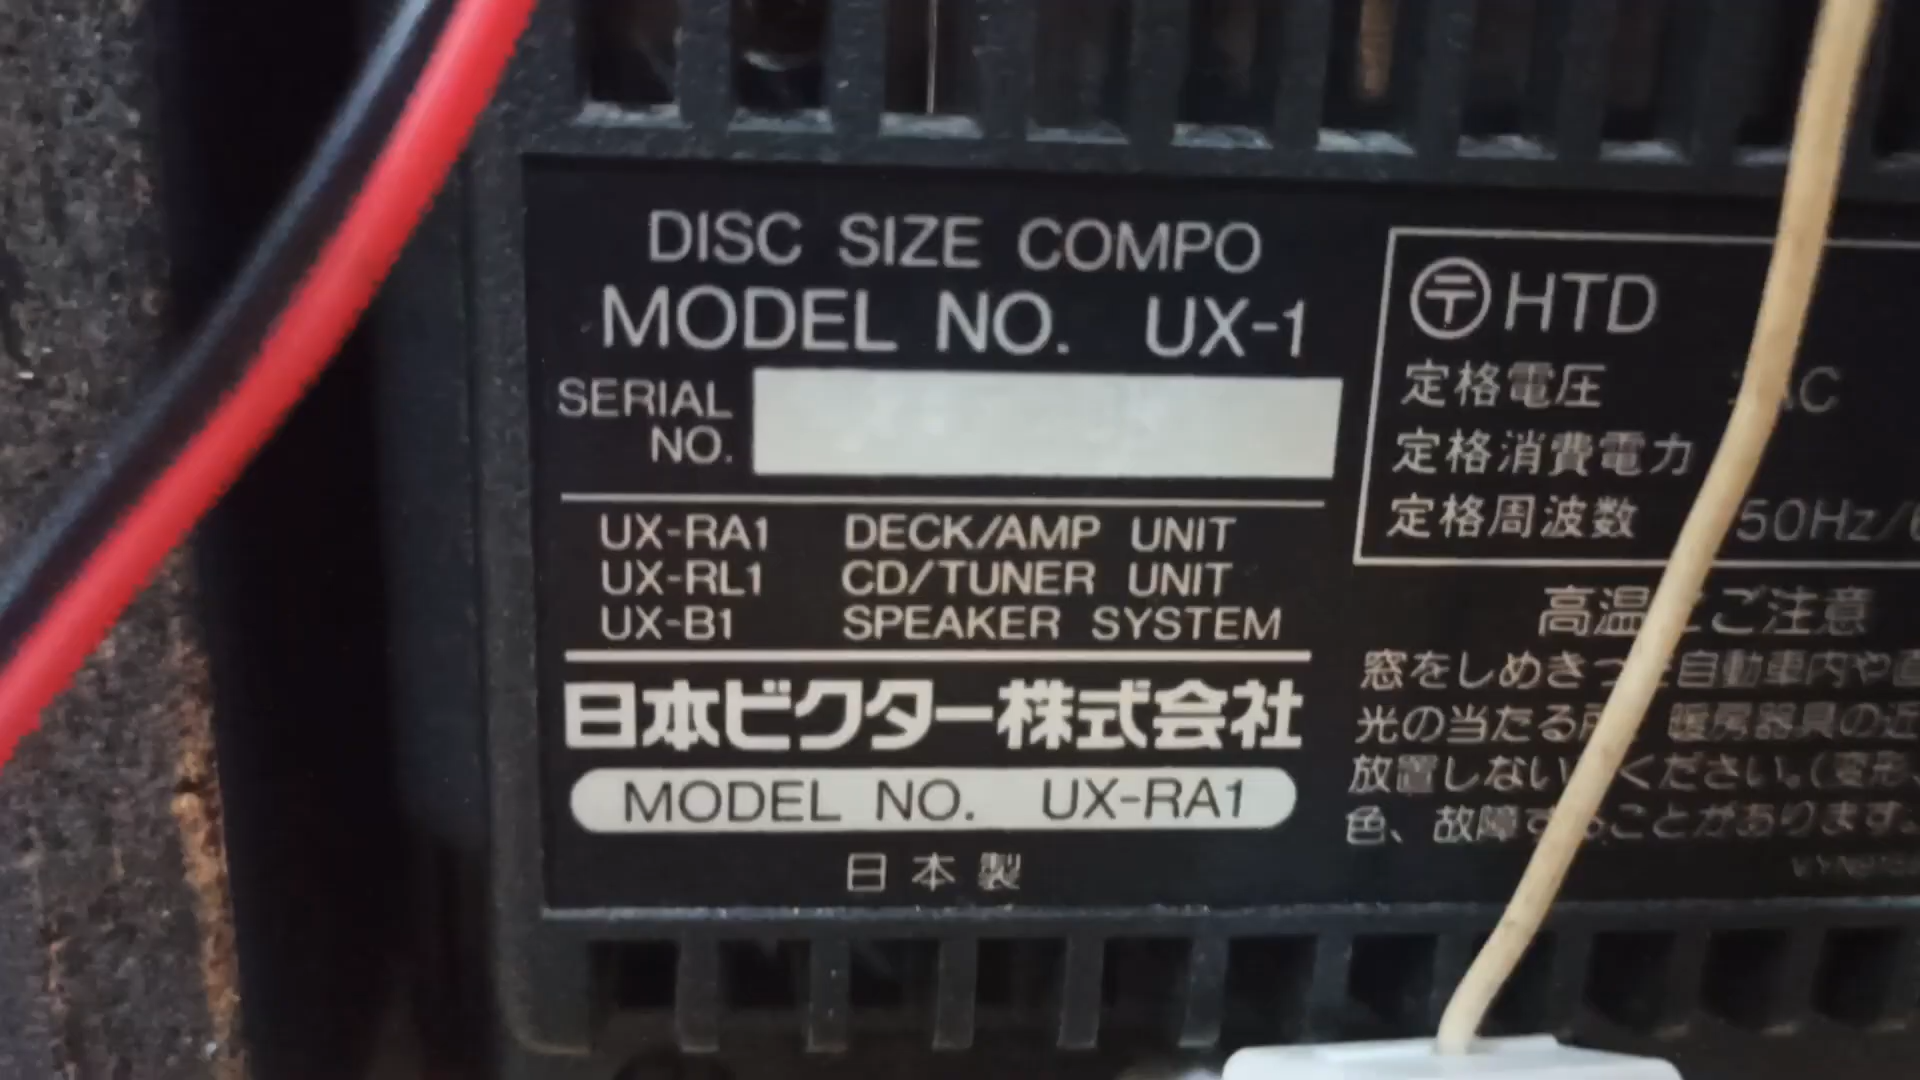 DISC SIZE COMPO
MODEL NO. UX-1
SERIAL NO.
UX-RA1 DECK/AMP UNIT
UX-RL1 CD/TUNER UNIT
UX-B1 SPEAKER SYSTEM
日本ビクター株式会社
MODEL NO. UX-RA1
日本製
〒 HTD
定格電圧 AC
定格消費電力
定格周波数 50Hz/
高温 ご注意
窓をしめきっ 自動車内や
光の当たる 暖房器具の近
放置しない ください。(変形、
色、故障す ことがあります。